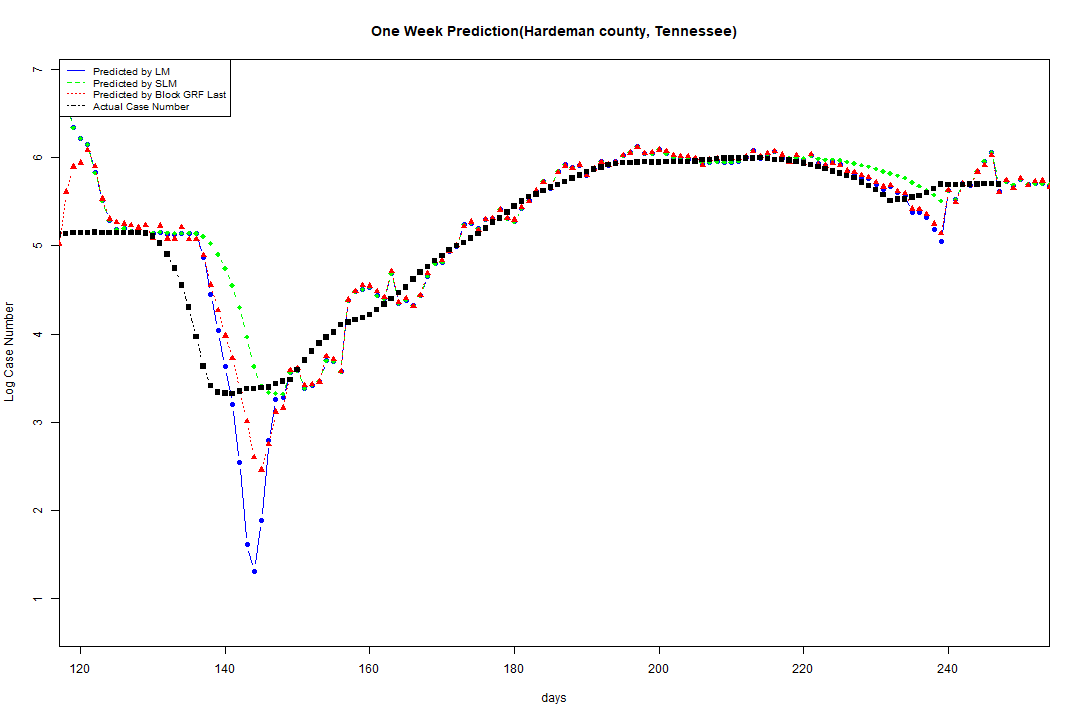 One Week Prediction(Hardeman county, Tennessee)
7
Predicted by LM
Predicted by SLM
Predicted by Block GRF Last
Actual Case Number
6
5
4
3
2
1
Log Case Number
120 140 160 180 200 220 240
days